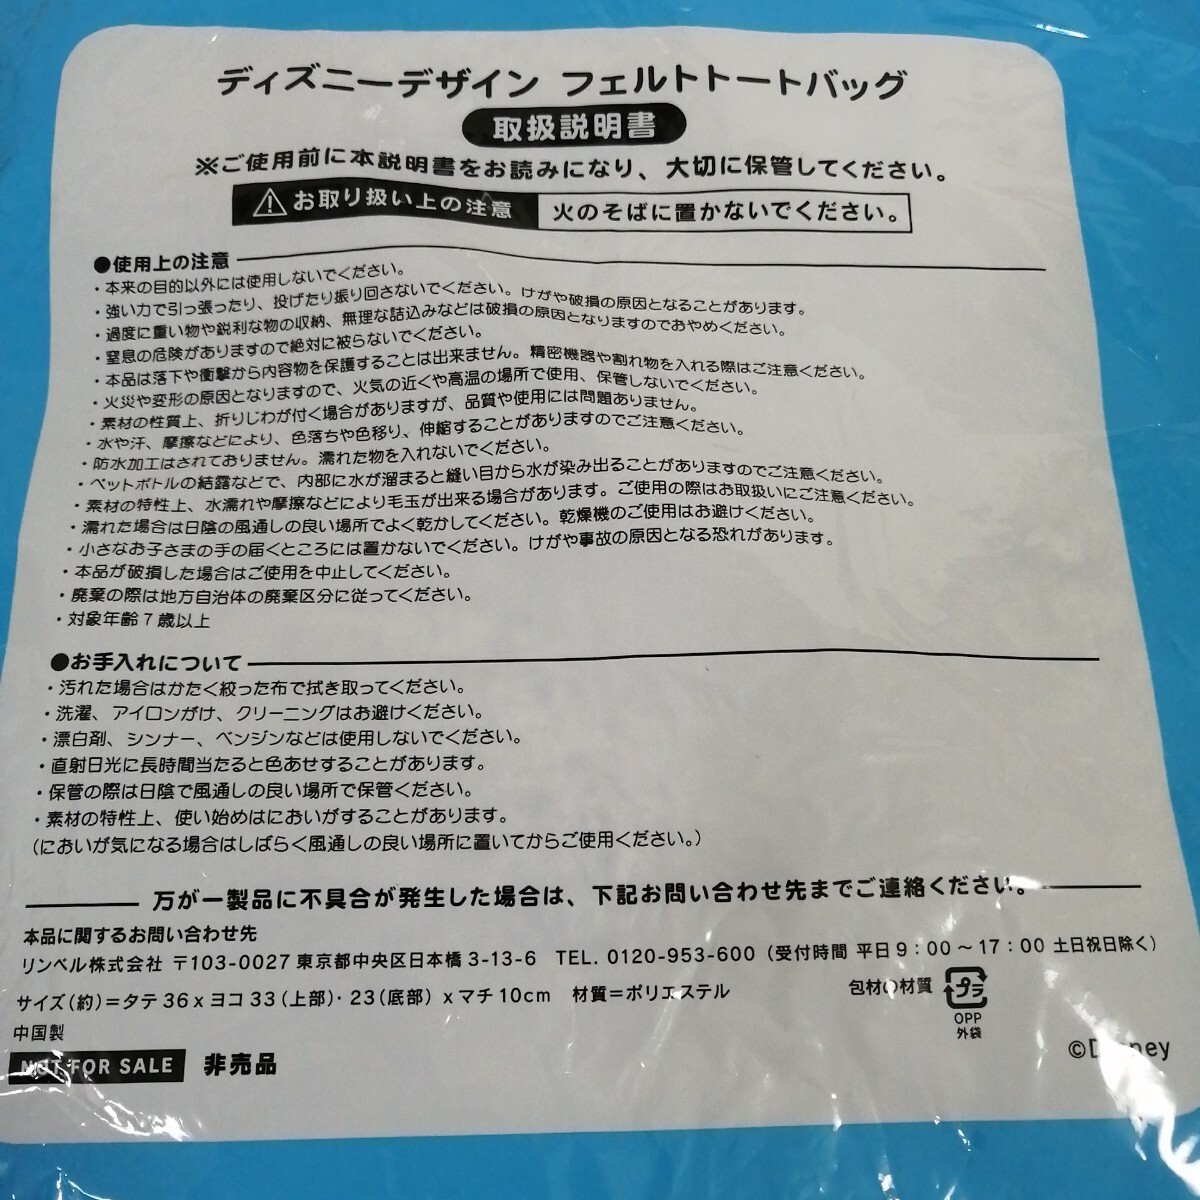 ディズニーデザイン フェルトトートバッグ
取扱説明書
※ご使用前に本説明書をお読みになり、大切に保管してください。
お取り扱い上の注意 火のそばに置かないでください。
●使用上の注意
・本来の目的以外には使用しないでください。
・強い力で引っ張ったり、投げたり振り回さないでください。けがや破損の原因となることがあります。
・過度に重い物や鋭利な物の収納、無理な詰込みなどは破損の原因となりますのでおやめください。
・窒息の危険がありますので絶対に被らないでください。
・本品は落下や衝撃から内容物を保護することは出来ません。精密機器や割れ物を入れる際はご注意ください。
・火災や変形の原因となりますので、火気の近くや高温の場所で使用、保管しないでください。
・素材の性質上、折りじわが付く場合がありますが、品質や使用には問題ありません。
・水や汗、摩擦などにより、色落ちや色移り、伸縮することがありますのでご注意ください。
・防水加工はされておりません。濡れた物を入れないでください。
・ペットボトルの結露などで、内部に水が溜まると縫い目から水が染み出ることがありますのでご注意ください。
・素材の特性上、水濡れや摩擦などにより毛玉が出来る場合があります。ご使用の際はお取扱いにご注意ください。
・濡れた場合は日陰の風通しの良い場所でよく乾かしてください。乾燥機のご使用はお避けください。
・小さなお子さまの手の届くところには置かないでください。けがや事故の原因となる恐れがあります。
・本品が破損した場合はご使用を中止してください。
・廃棄の際は地方自治体の廃棄区分に従ってください。
・対象年齢7歳以上
●お手入れについて
・汚れた場合はかたく絞った布で拭き取ってください。
・洗濯、アイロンがけ、クリーニングはお避けください。
・漂白剤、シンナー、ベンジンなどは使用しないでください。
・直射日光に長時間当たると色あせすることがあります。
・保管の際は日陰で風通しの良い場所で保管ください。
・素材の特性上、使い始めはにおいがすることがあります。
（においが気になる場合はしばらく風通しの良い場所に置いてからご使用ください。）
万が一製品に不具合が発生した場合は、下記お問い合わせ先までご連絡ください。
本品に関するお問い合わせ先
リンベル株式会社 〒103-0027 東京都中央区日本橋3-13-6 TEL. 0120-953-600（受付時間 平日9：00～17：00 土日祝日除く）
サイズ（約）＝タテ36xヨコ33（上部）・23（底部）xマチ10cm 材質＝ポリエステル
包材の材質 プラ
OPP
外袋
中国製
NOT FOR SALE 非売品
©Disney